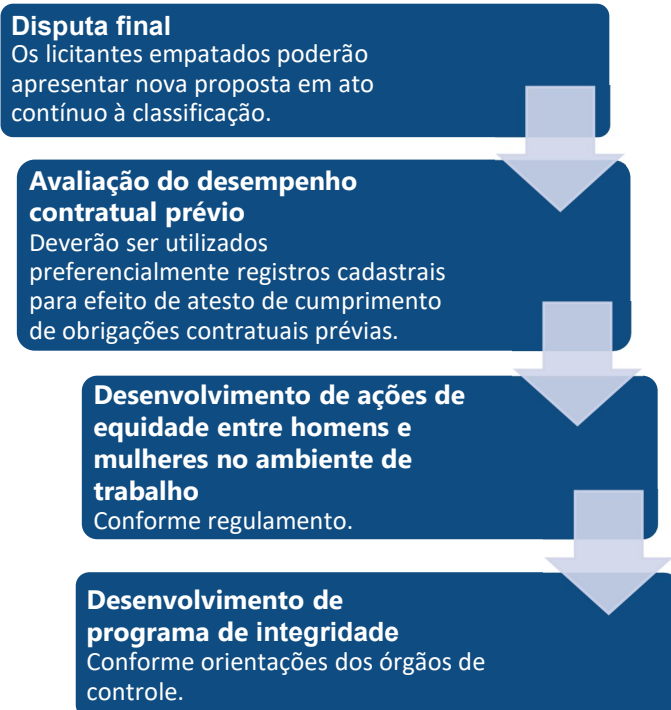 Disputa final
Os licitantes empatados poderão
apresentar nova proposta em ato
contínuo à classificação.
Avaliação do desempenho
contratual prévio
Deverão ser utilizados
preferencialmente registros cadastrais
para efeito de atesto de cumprimento
de obrigações contratuais prévias.
Desenvolvimento de ações de
equidade entre homens e
mulheres no ambiente de
trabalho
Conforme regulamento.
Desenvolvimento de
programa de integridade
Conforme orientações dos órgãos de
controle.